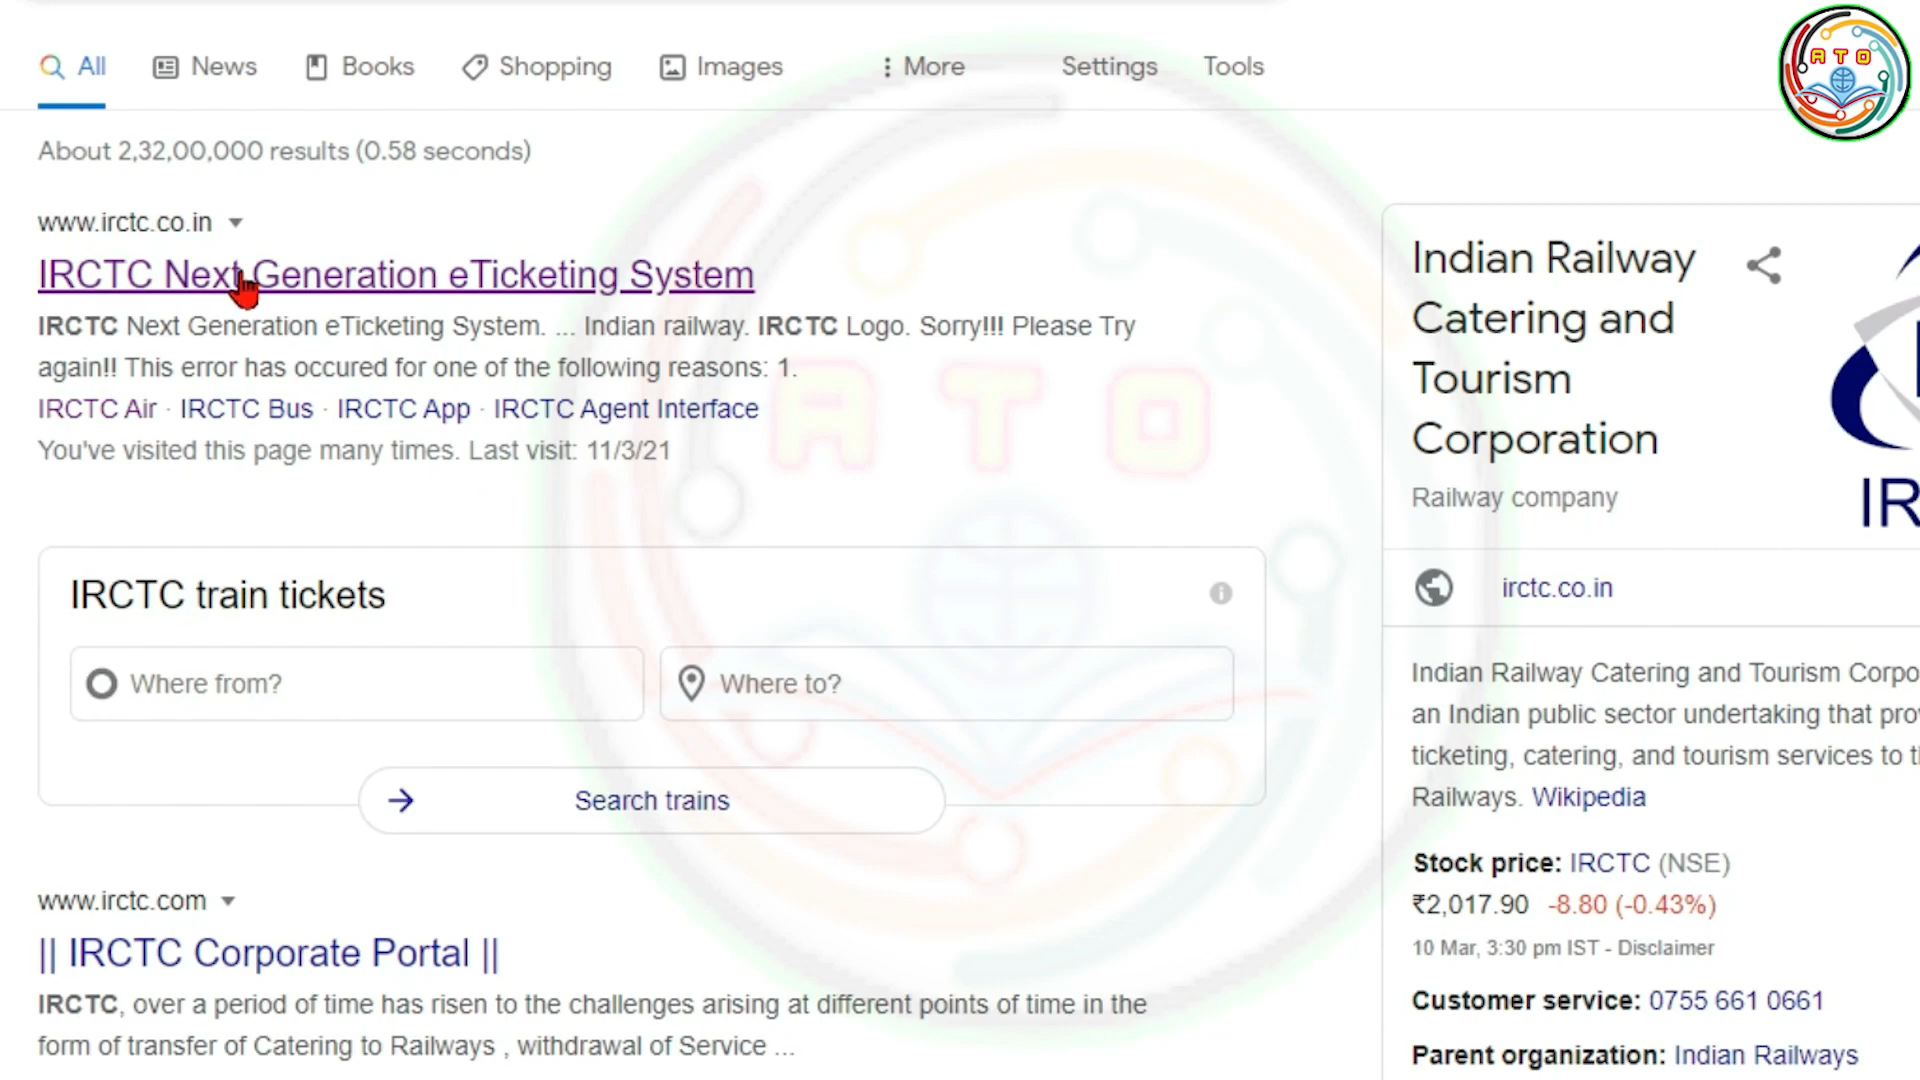 All News Books Shopping Images More Settings Tools
ATO
About 2,32,00,000 results (0.58 seconds)
www.irctc.co.in
IRCTC Next Generation eTicketing System
IRCTC Next Generation eTicketing System. ... Indian railway. IRCTC Logo. Sorry!!! Please Try
again!! This error has occured for one of the following reasons: 1.
IRCTC Air · IRCTC Bus · IRCTC App · IRCTC Agent Interface
You've visited this page many times. Last visit: 11/3/21
ATO
IRCTC train tickets
Where from?
Where to?
Search trains
www.irctc.com
|| IRCTC Corporate Portal ||
IRCTC, over a period of time has risen to the challenges arising at different points of time in the
form of transfer of Catering to Railways , withdrawal of Service ...
Indian Railway
Catering and
Tourism
Corporation
Railway company
IR
irctc.co.in
Indian Railway Catering and Tourism Corpo
an Indian public sector undertaking that pro
ticketing, catering, and tourism services to t
Railways. Wikipedia
Stock price: IRCTC (NSE)
₹2,017.90 -8.80 (-0.43%)
10 Mar, 3:30 pm IST - Disclaimer
Customer service: 0755 661 0661
Parent organization: Indian Railways